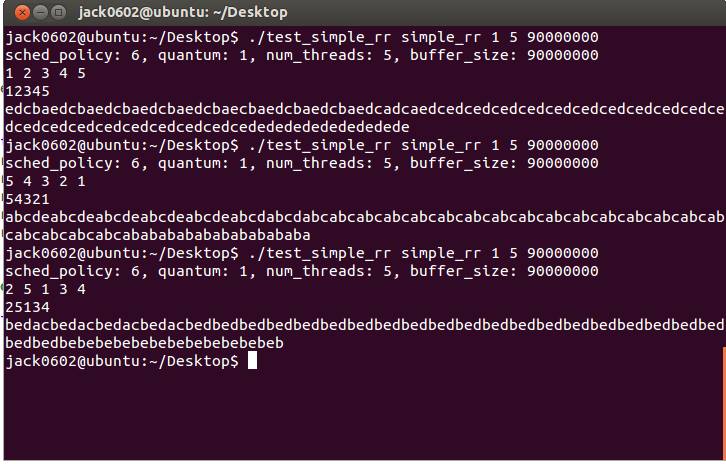 jack0602@ubuntu: ~/Desktop
jack0602@ubuntu:~/Desktop$ ./test_simple_rr simple_rr 1 5 90000000
sched_policy: 6, quantum: 1, num_threads: 5, buffer_size: 90000000
1 2 3 4 5
12345
edcbaedcbaedcbaedcbaedcbaecbaedcbaedcbaedcadcaedcedcedcedcedcedcedcedcedcedcedce
dcedcedcedcedcedcedcedcedcededededededededede
jack0602@ubuntu:~/Desktop$ ./test_simple_rr simple_rr 1 5 90000000
sched_policy: 6, quantum: 1, num_threads: 5, buffer_size: 90000000
5 4 3 2 1
54321
abcdeabcdeabcdeabcdeabcdeabcdabcdabcabcabcabcabcabcabcabcabcabcabcabcabcabcabcab
cabcabcabcabcabababababababababaBa
jack0602@ubuntu:~/Desktop$ ./test_simple_rr simple_rr 1 5 90000000
sched_policy: 6, quantum: 1, num_threads: 5, buffer_size: 90000000
2 5 1 3 4
25134
bedacbedacbedacbedacbedbedbedbedbedbedbedbedbedbedbedbedbedbedbedbedbedbedbedbed
bedbedbebebebebebebebebebebebeb
jack0602@ubuntu:~/Desktop$